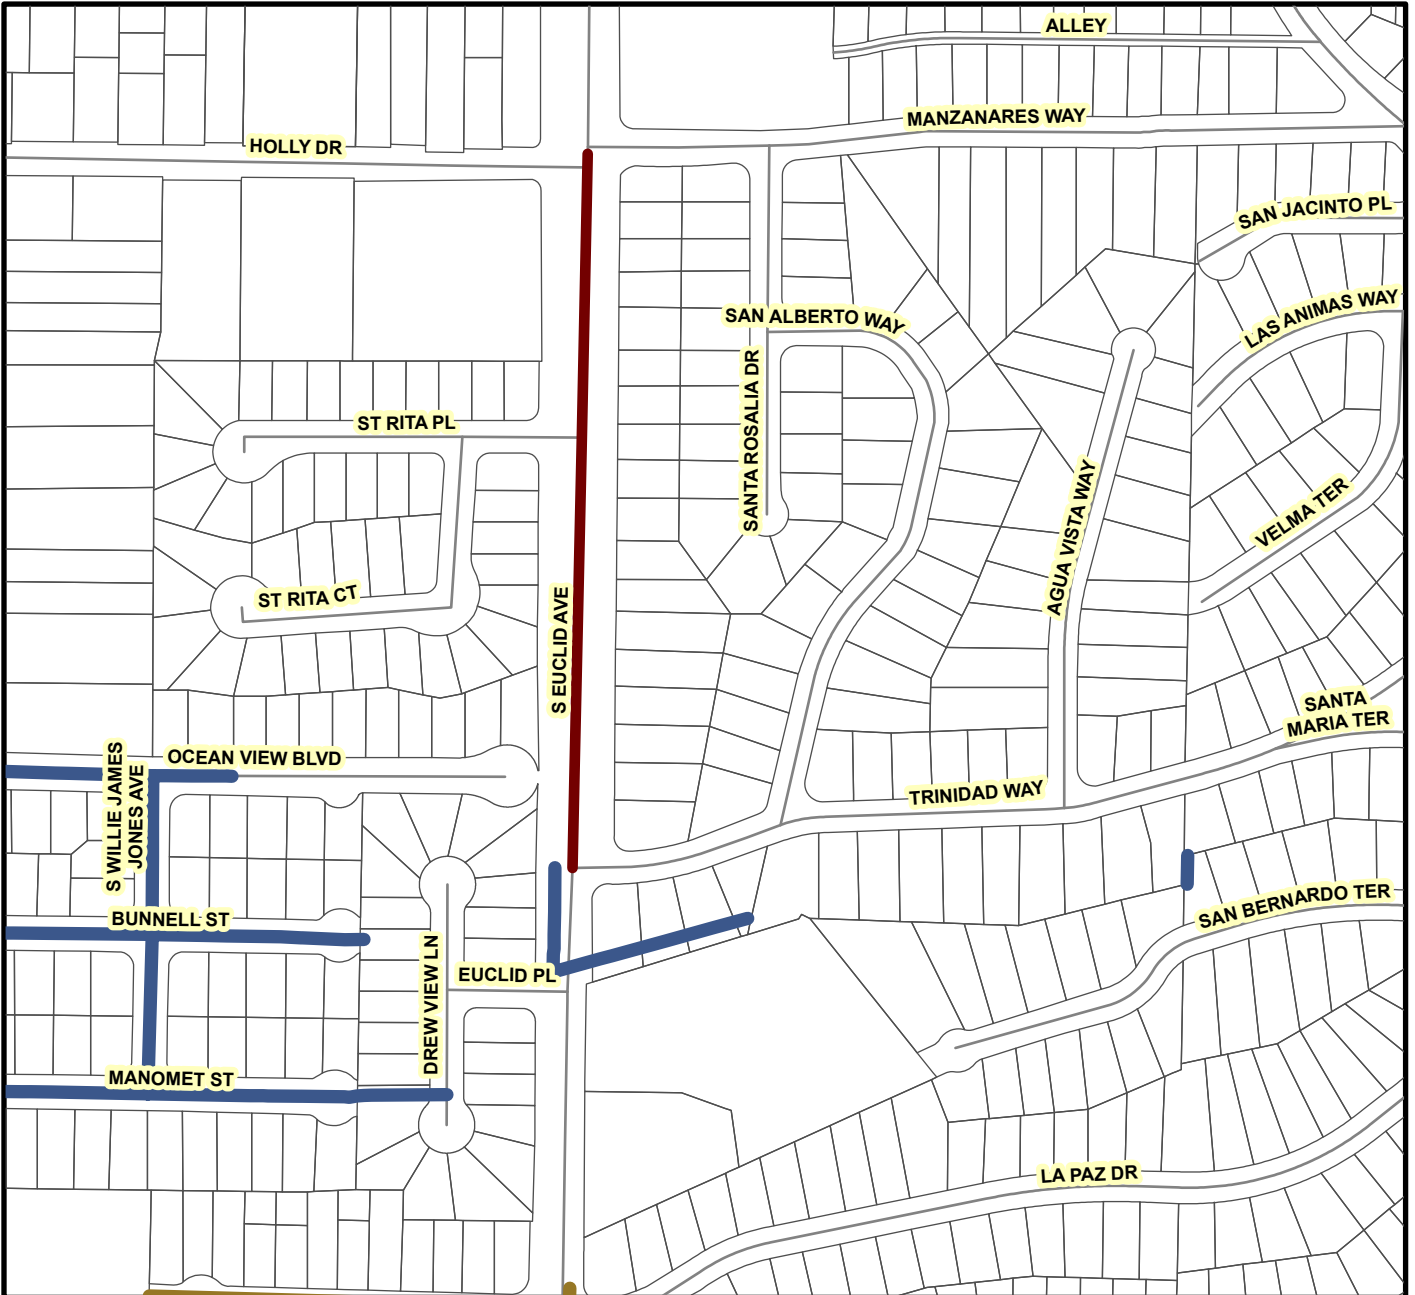 ALLEY
MANZANARES WAY
HOLLY DR
SAN JACINTO PL
LAS ANIMAS WAY
SAN ALBERTO WAY
SANTA ROSALIA DR
ST RITA PL
AGUA VISTA WAY
VELMA TER
ST RITA CT
S EUCLID AVE
SANTA
MARIA TER
OCEAN VIEW BLVD
S WILLIE JAMES
JONES AVE
TRINIDAD WAY
SAN BERNARDO TER
BUNNELL ST
DREW VIEW LN
EUCLID PL
MANOMET ST
LA PAZ DR